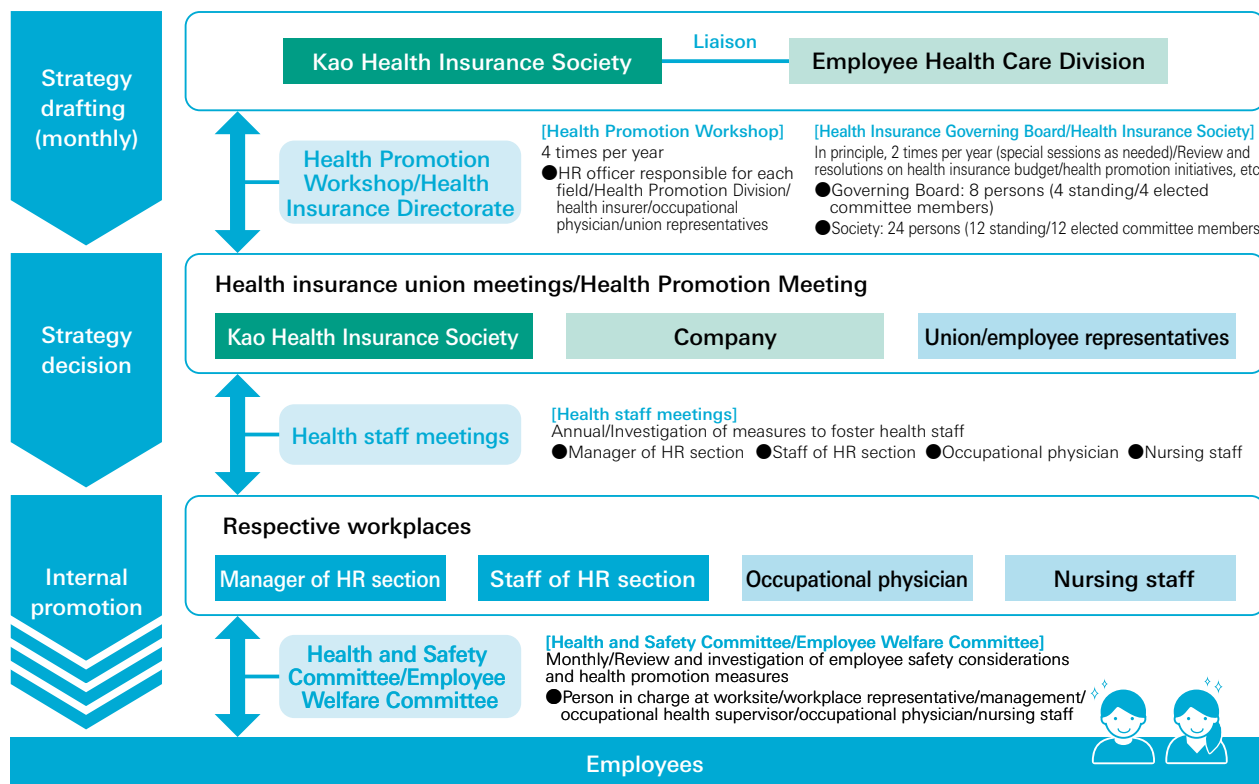 Strategy
drafting
(monthly)
Kao Health Insurance Society
Liaison
Employee Health Care Division
Health Promotion
Workshop/Health
Insurance Directorate
[Health Promotion Workshop]
4 times per year
●HR officer responsible for each
field/Health Promotion Division/
health insurer/occupational
physician/union representatives
[Health Insurance Governing Board/Health Insurance Society]
In principle, 2 times per year (special sessions as needed)/Review and
resolutions on health insurance budget/health promotion initiatives, etc
●Governing Board: 8 persons (4 standing/4 elected
committee members)
●Society: 24 persons (12 standing/12 elected committee members
Strategy
decision
Health insurance union meetings/Health Promotion Meeting
Kao Health Insurance Society
Company
Union/employee representatives
Health staff meetings
[Health staff meetings]
Annual/Investigation of measures to foster health staff
●Manager of HR section ●Staff of HR section ●Occupational physician ●Nursing staff
Internal
promotion
Respective workplaces
Manager of HR section
Staff of HR section
Occupational physician
Nursing staff
Health and Safety
Committee/Employee
Welfare Committee
[Health and Safety Committee/Employee Welfare Committee]
Monthly/Review and investigation of employee safety considerations
and health promotion measures
●Person in charge at worksite/workplace representative/management/
occupational health supervisor/occupational physician/nursing staff
Employees